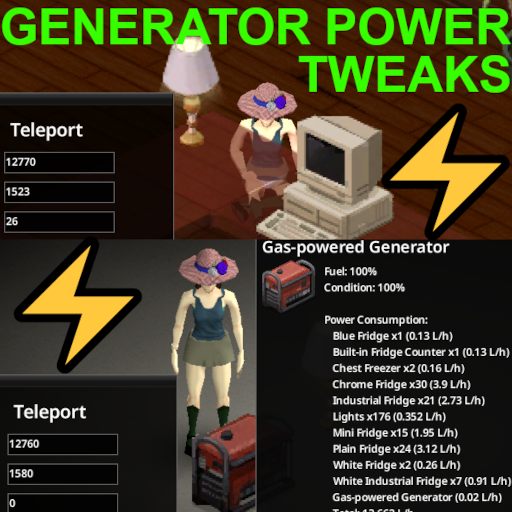 GENERATOR POWER
TWEAKS
Teleport
12770
1523
26
Teleport
12760
1580
0
Gas-powered Generator
Fuel: 100%
Condition: 100%
Power Consumption:
Blue Fridge x1 (0.13 L/h)
Built-in Fridge Counter x1 (0.13 L/h)
Chest Freezer x2 (0.16 L/h)
Chrome Fridge x30 (3.9 L/h)
Industrial Fridge x21 (2.73 L/h)
Lights x176 (0.352 L/h)
Mini Fridge x15 (1.95 L/h)
Plain Fridge x24 (3.12 L/h)
White Fridge x2 (0.26 L/h)
White Industrial Fridge x7 (0.91 L/h)
Gas-powered Generator (0.02 L/h)
Total: 13.662 L/h